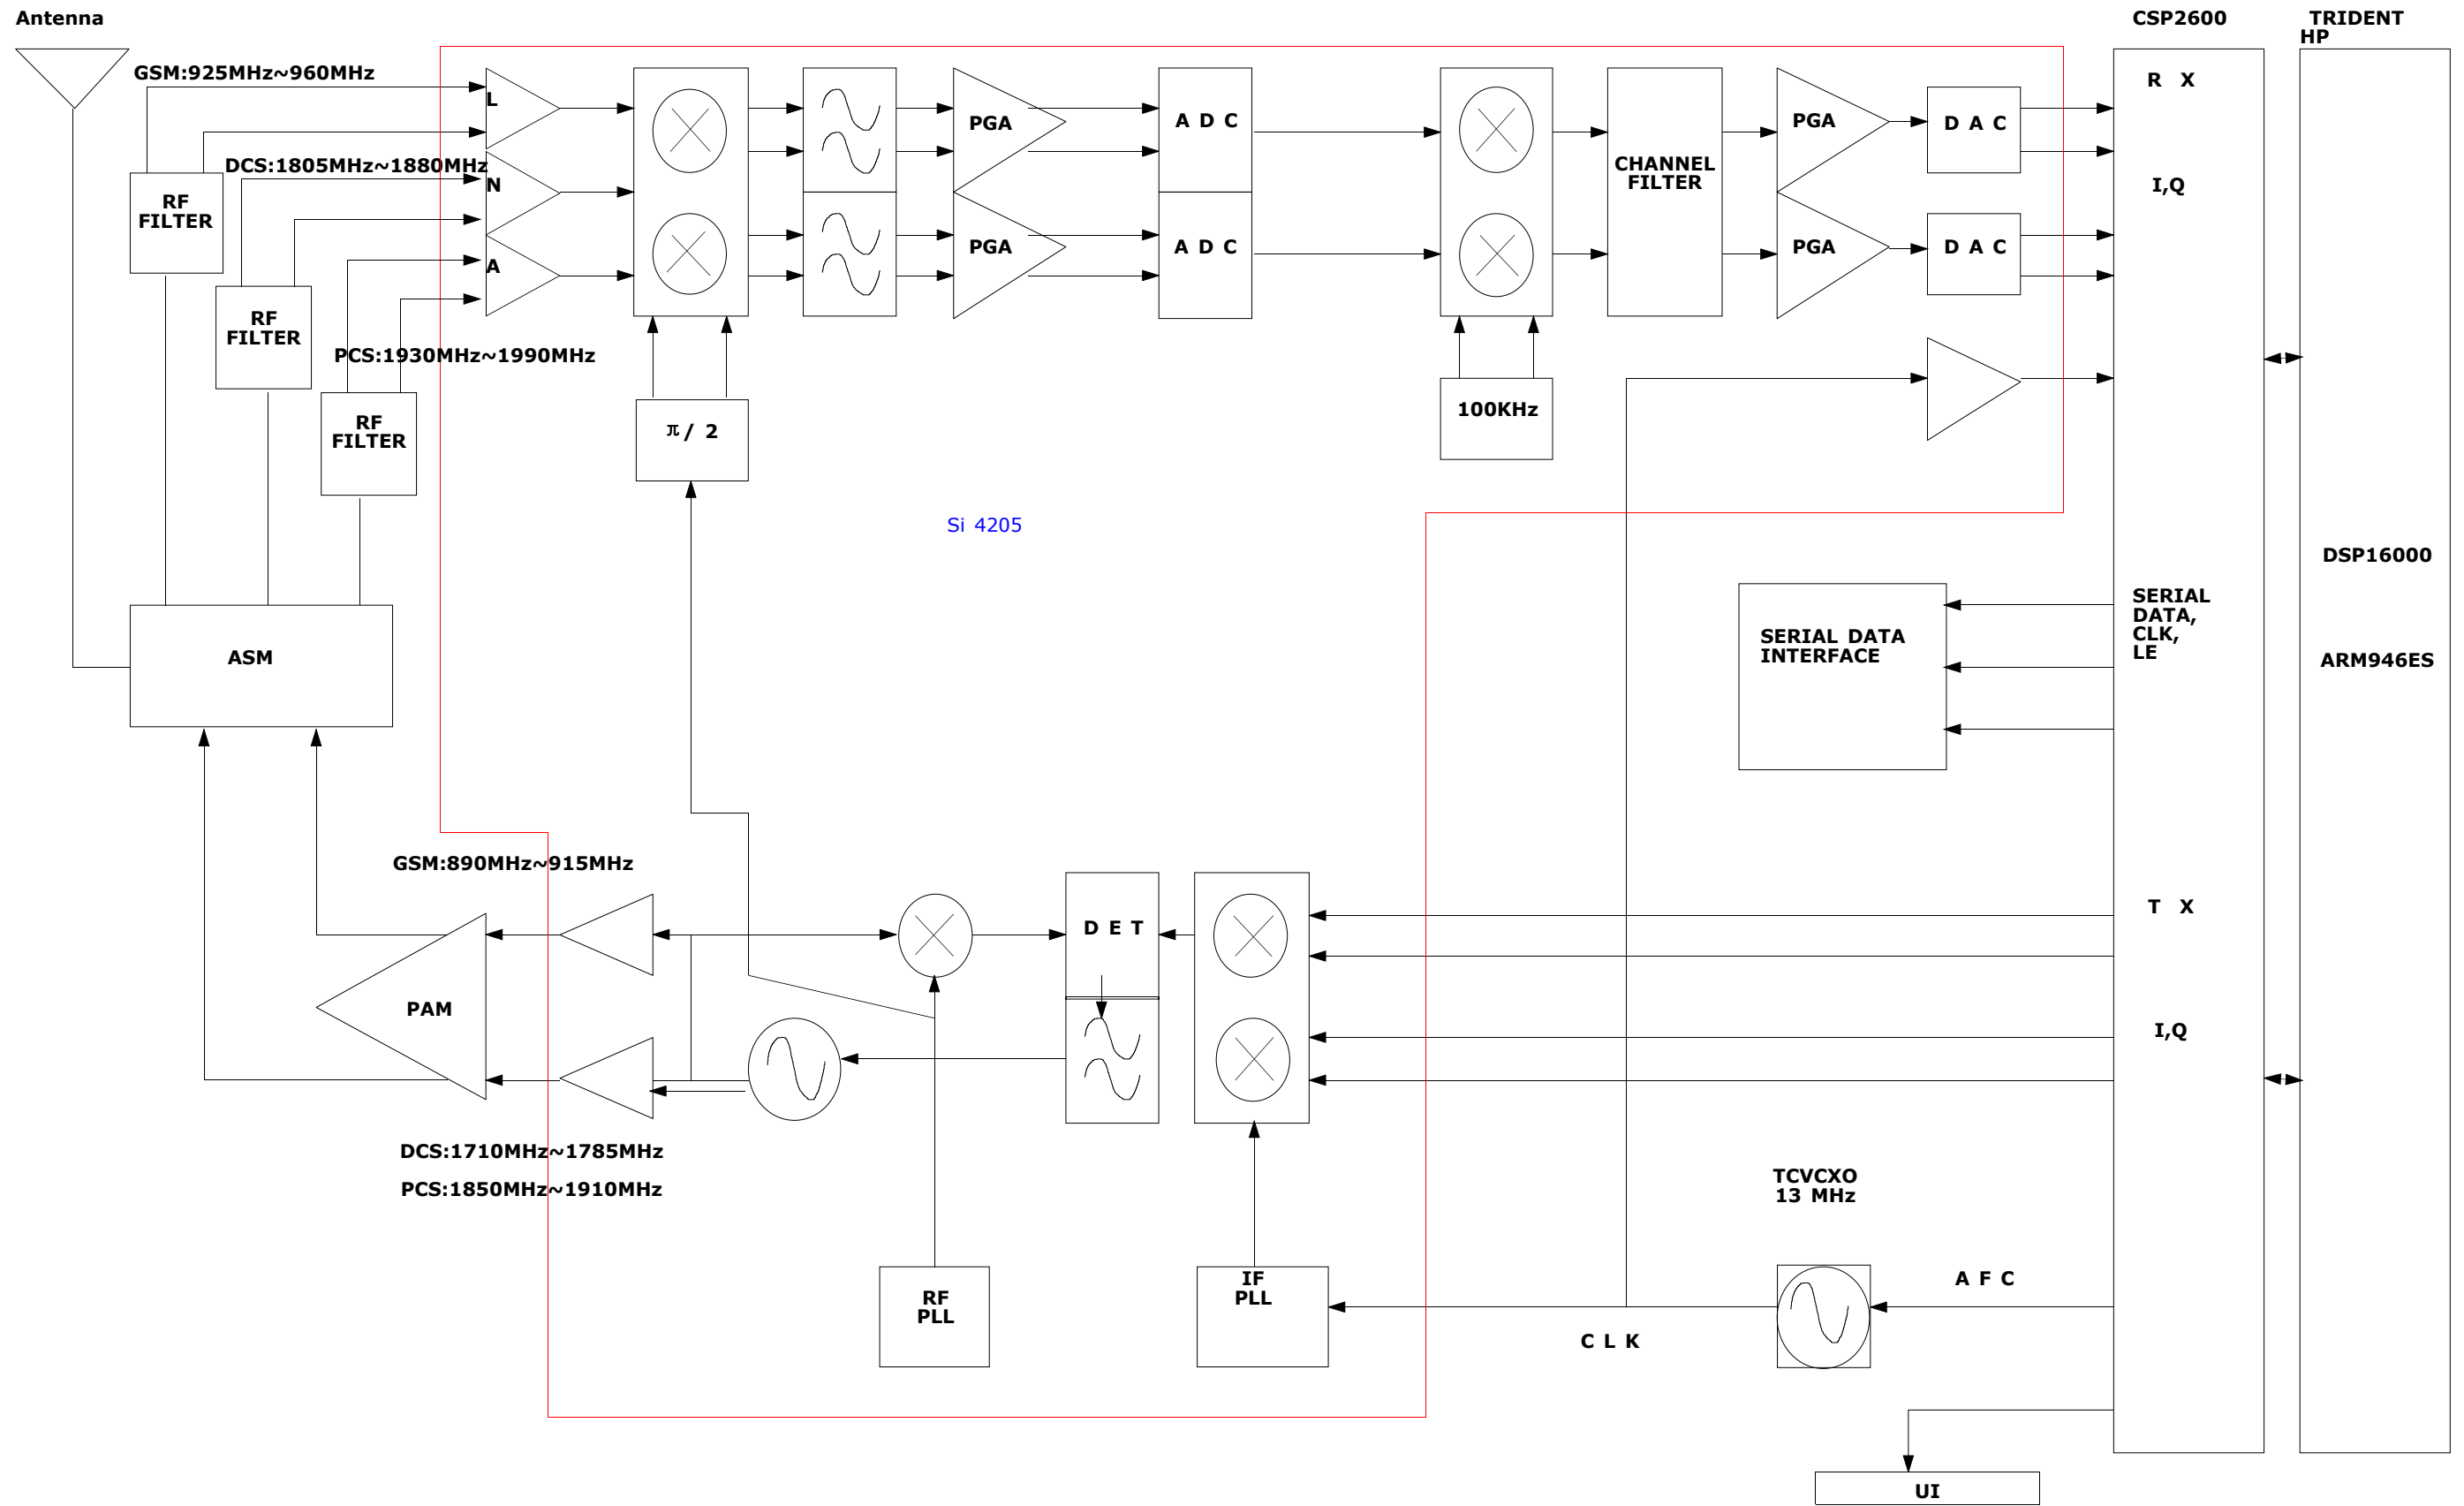 Antenna
CSP2600
TRIDENT
HP
GSM:925MHz~960MHz
R X
L
PGA
A D C
PGA
D A C
DCS:1805MHz~1880MHz
CHANNEL
FILTER
N
I,Q
RF
FILTER
PGA
A D C
PGA
D A C
A
RF
FILTER
PCS:1930MHz~1990MHz
100KHz
RF
FILTER
π/ 2
Si 4205
DSP16000
SERIAL
DATA,
CLK,
LE
SERIAL DATA
INTERFACE
ASM
ARM946ES
GSM:890MHz~915MHz
T X
D E T
PAM
I,Q
DCS:1710MHz~1785MHz
PCS:1850MHz~1910MHz
TCVCXO
13 MHz
RF
PLL
IF
PLL
A F C
C L K
UI